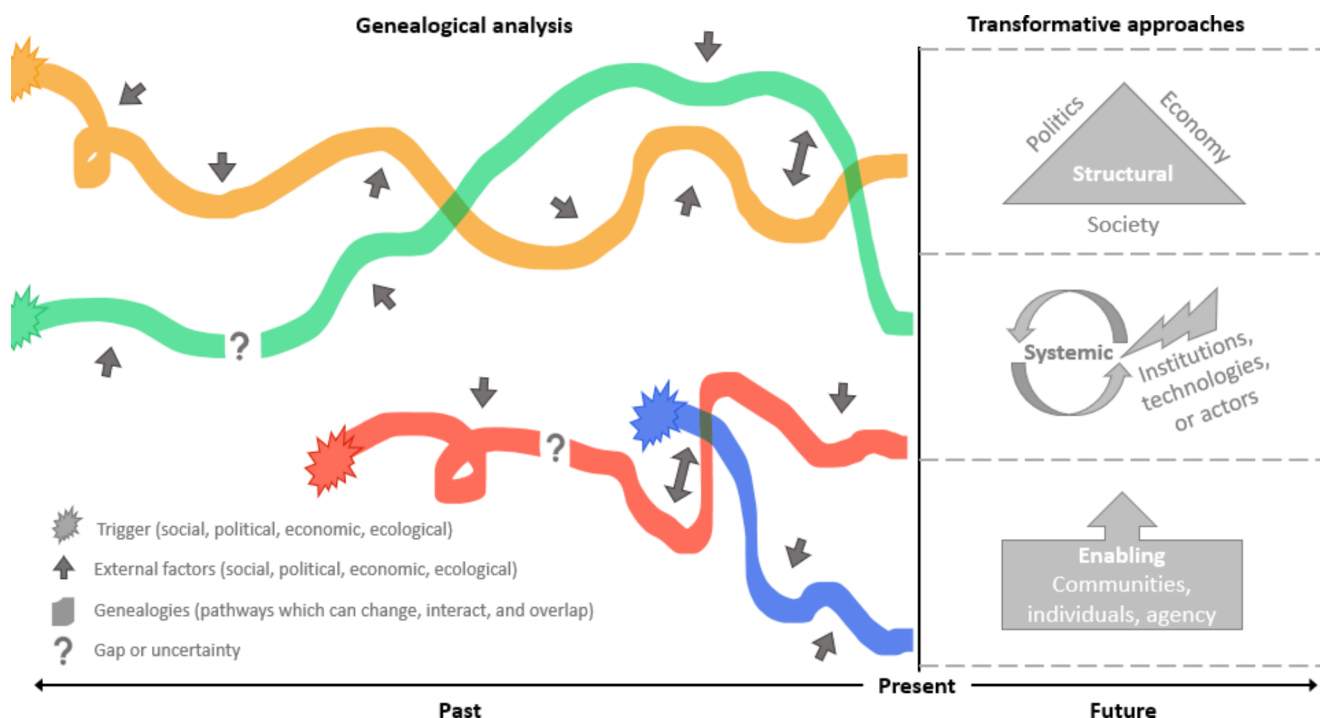 Genealogical analysis
Transformative approaches
Politics
Economy
Structural
Society
?
Systemic
Institutions,
technologies,
or actors
?
Trigger (social, political, economic, ecological)
External factors (social, political, economic, ecological)
Genealogies (pathways which can change, interact, and overlap)
? Gap or uncertainty
Enabling
Communities,
individuals, agency
Present
Past
Future